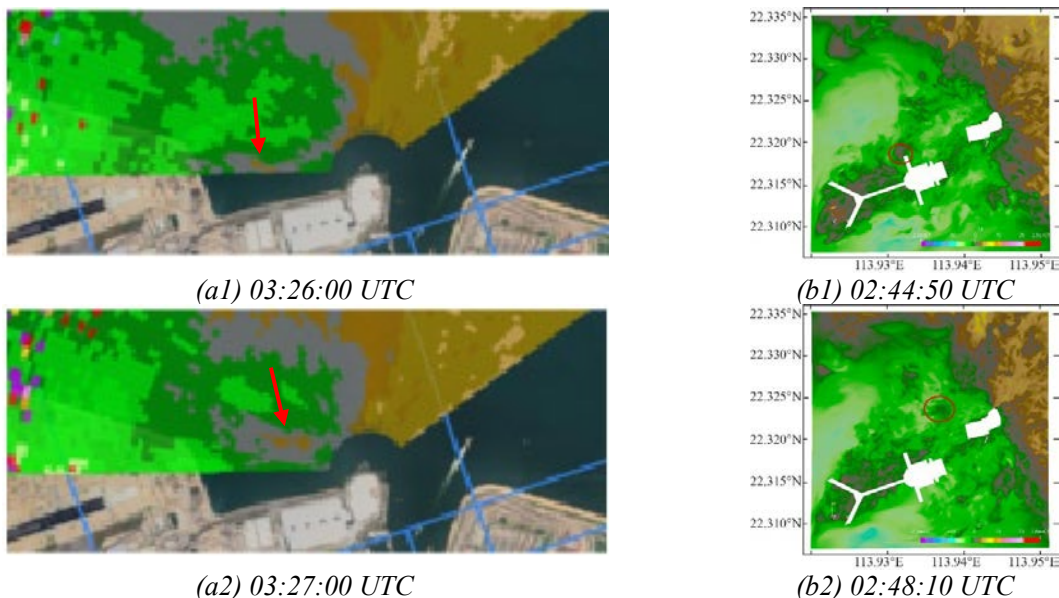 22.335°N
22.330°N
22.325°N
22.320°N
22.315°N
22.310°N
113.93°E 113.94°E 113.95°E
(a1) 03:26:00 UTC
(b1) 02:44:50 UTC
22.335°N
22.330°N
22.325°N
22.320°N
22.315°N
22.310°N
113.93°E 113.94°E 113.95°E
(a2) 03:27:00 UTC
(b2) 02:48:10 UTC